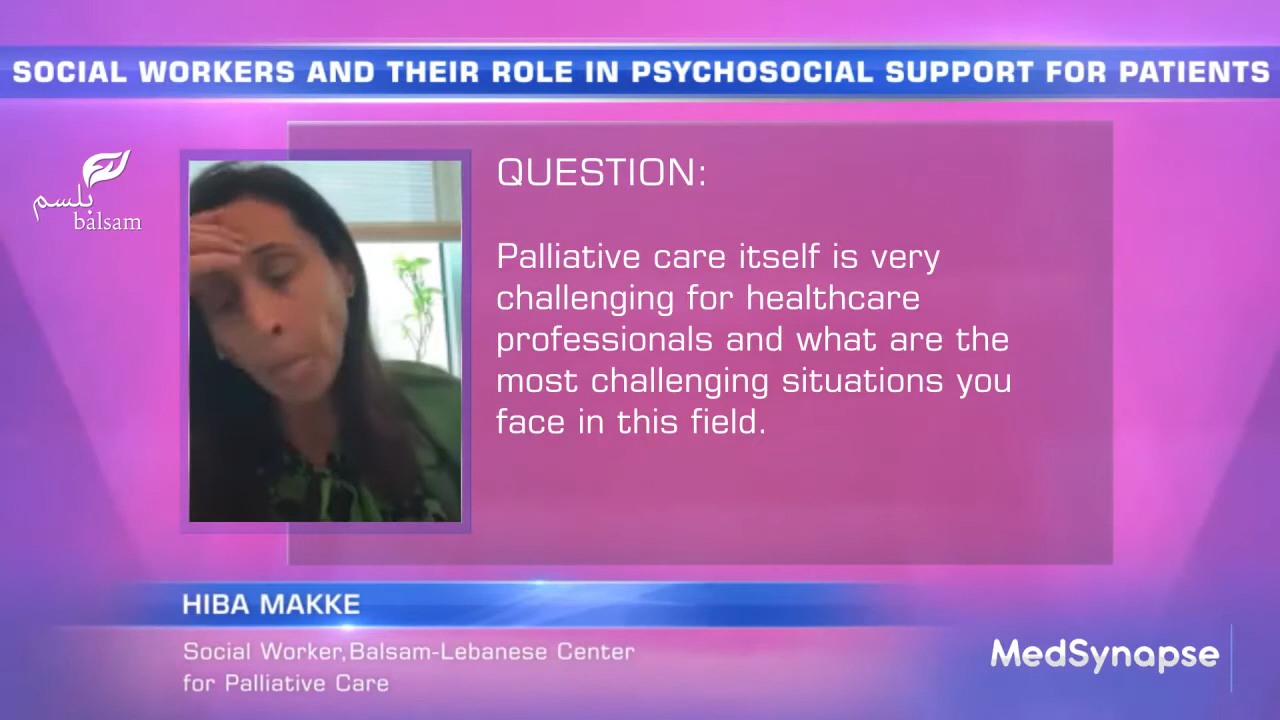 SOCIAL WORKERS AND THEIR ROLE IN PSYCHOSOCIAL SUPPORT FOR PATIENTS
بلسم
balsam
QUESTION:
Palliative care itself is very
challenging for healthcare
professionals and what are the
most challenging situations you
face in this field.
HIBA MAKKE
Social Worker,Balsam-Lebanese Center
for Palliative Care
MedSynapse